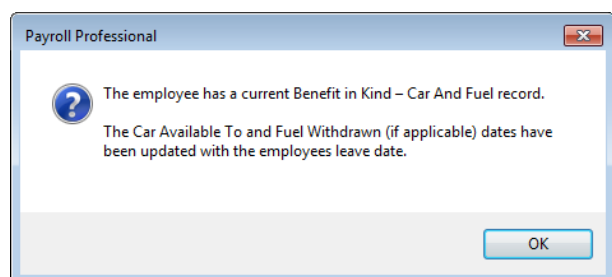 Payroll Professional
The employee has a current Benefit in Kind – Car And Fuel record.
The Car Available To and Fuel Withdrawn (if applicable) dates have
been updated with the employees leave date.
OK